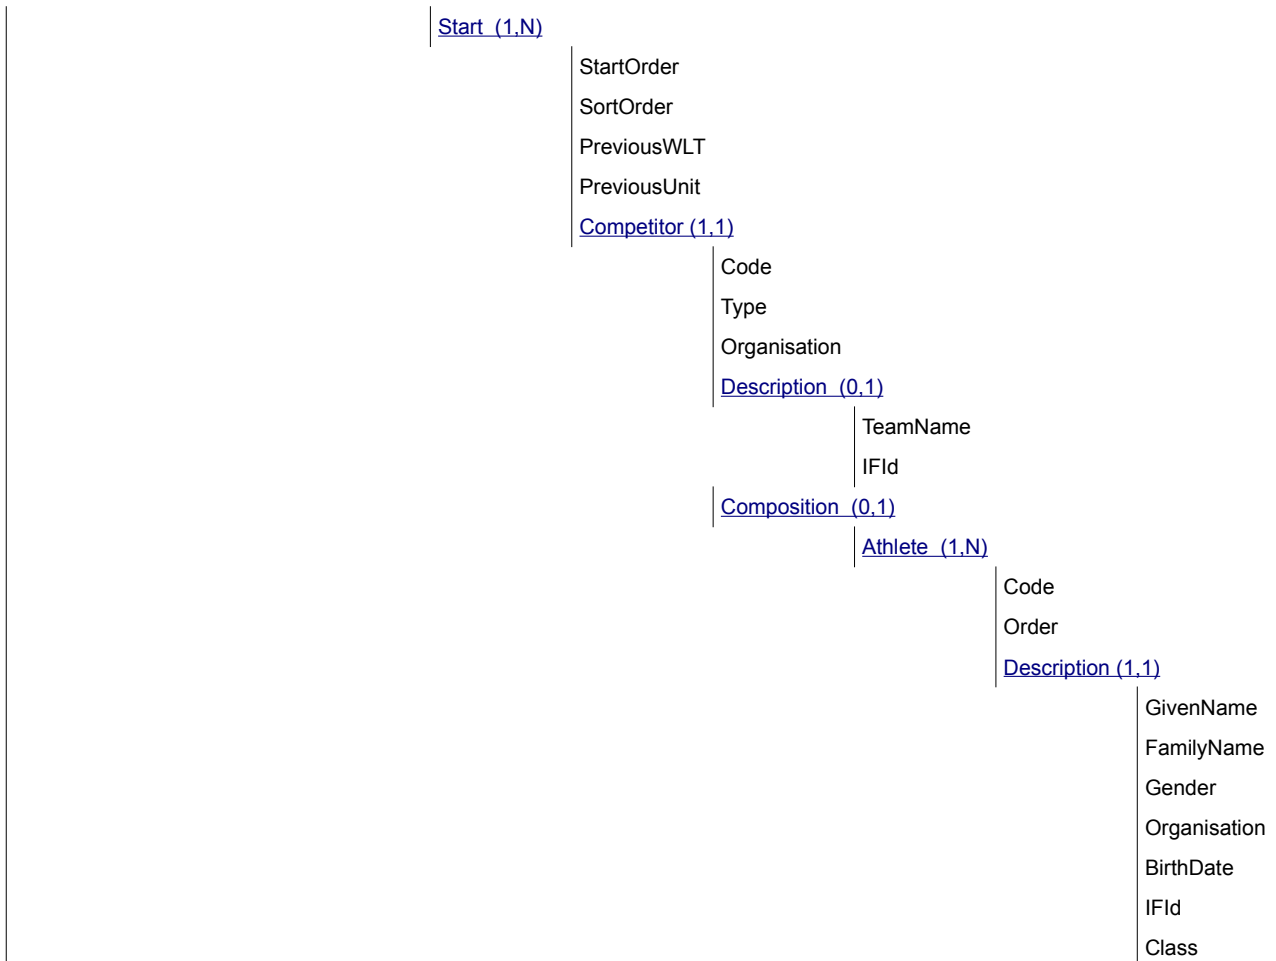 Start  (1,N)
StartOrder
SortOrder
PreviousWLT
PreviousUnit
Competitor (1,1)
Code
Type
Organisation
Description  (0,1)
TeamName
IFId
Composition  (0,1)
Athlete  (1,N)
Code
Order
Description (1,1)
GivenName
FamilyName
Gender
Organisation
BirthDate
IFId
Class